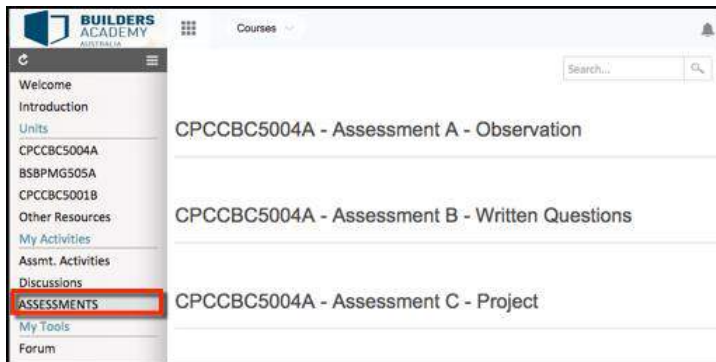 BUILDERS
ACADEMY
AUSTRALIA
Courses
Search...
Welcome
Introduction
Units
CPCCBC5004A
BSBPMG505A
CPCCBC5001B
Other Resources
My Activities
Assmt. Activities
Discussions
ASSESSMENTS
My Tools
Forum
CPCCBC5004A - Assessment A - Observation
CPCCBC5004A - Assessment B - Written Questions
CPCCBC5004A - Assessment C - Project